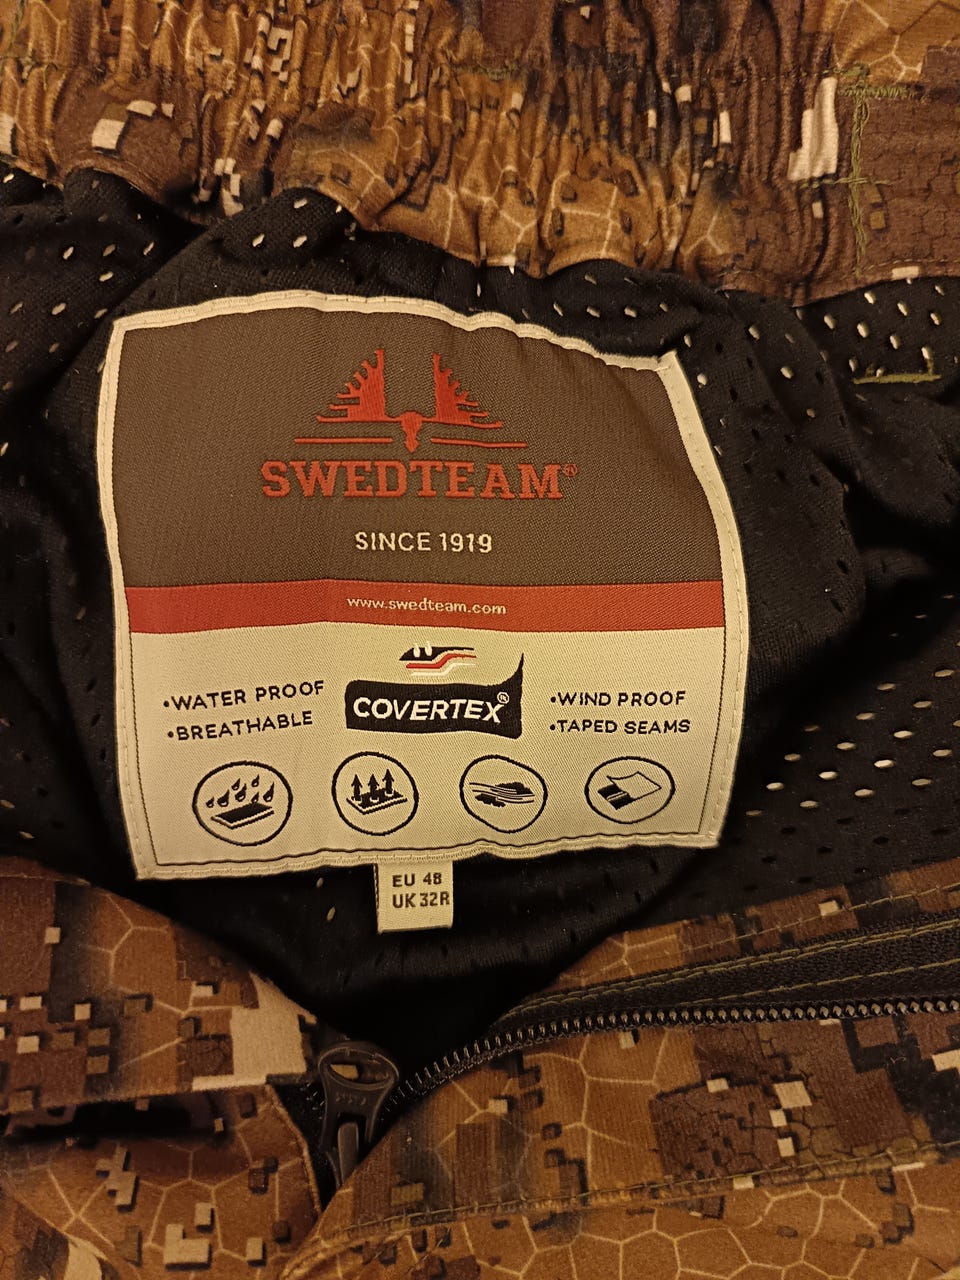 SWEDTEAM®
SINCE 1919
www.swedteam.com
•WATER PROOF
•BREATHABLE
COVERTEX®
•WIND PROOF
•TAPED SEAMS
EU 48
UK 32R